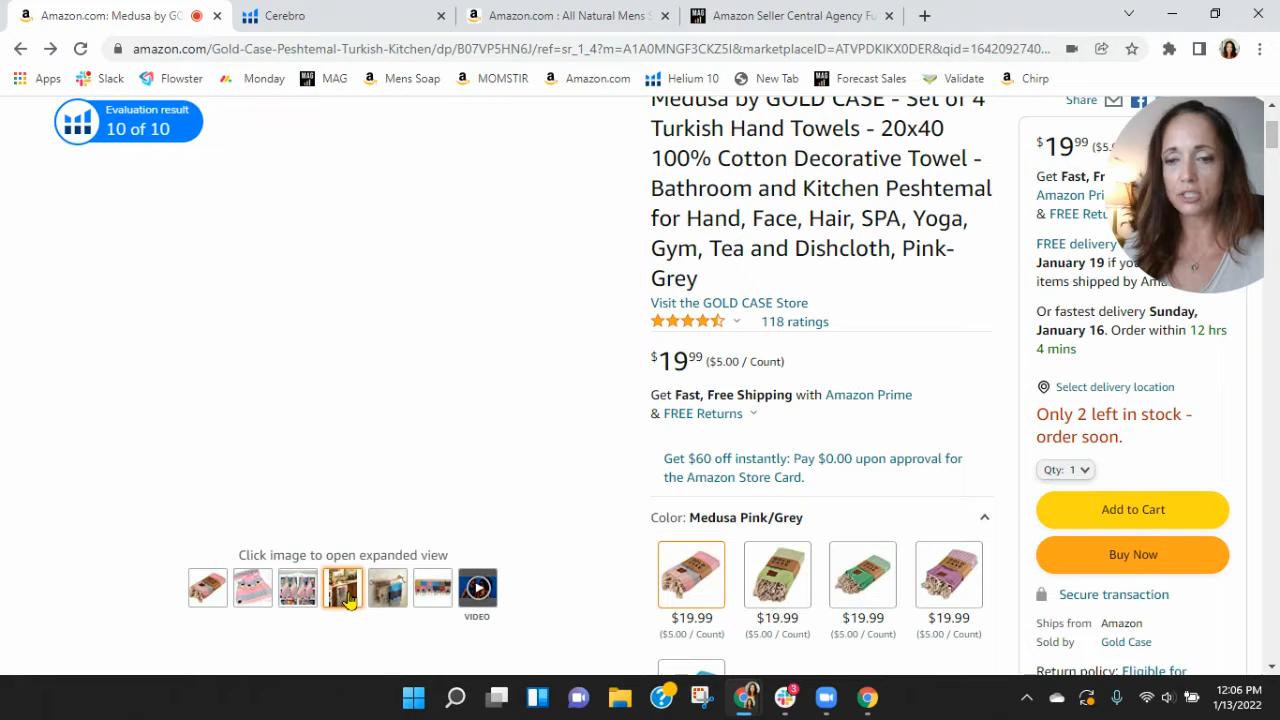 Amazon.com: Medusa by GO
Cerebro
Amazon.com : All Natural Mens S
Amazon Seller Central Agency Fu
amazon.com/Gold-Case-Peshtemal-Turkish-Kitchen/dp/B07VP5HN6J/ref=sr_1_4?m=A1A0MNGF3CKZ5I&marketplaceID=ATVPDKIKX0DER&qid=1642092740...
Apps
Slack
Flowster
Monday
MAG
Mens Soap
MOMSTIR
Amazon.com
Helium 10
New Tab
Forecast Sales
Validate
Chirp
Evaluation result
10 of 10
Medusa by GOLD CASE - Set of 4
Turkish Hand Towels - 20x40
100% Cotton Decorative Towel -
Bathroom and Kitchen Peshtemal
for Hand, Face, Hair, SPA, Yoga,
Gym, Tea and Dishcloth, Pink-
Grey
Visit the GOLD CASE Store
118 ratings
$19.99 ($5.00 / Count)
Get Fast, Free Shipping with Amazon Prime
& FREE Returns
Get $60 off instantly: Pay $0.00 upon approval for
the Amazon Store Card.
Color: Medusa Pink/Grey
$19.99 $19.99 $19.99 $19.99
($5.00 / Count) ($5.00 / Count) ($5.00 / Count) ($5.00 / Count)
Click image to open expanded view
VIDEO
Share
$19.99 ($5.
Get Fast, Fr
Amazon Pri
& FREE Retu
FREE delivery
January 19 if yo
items shipped by Ama
Or fastest delivery Sunday,
January 16. Order within 12 hrs
4 mins
Select delivery location
Only 2 left in stock -
order soon.
Qty: 1
Add to Cart
Buy Now
Secure transaction
Ships from Amazon
Sold by Gold Case
Return policy: Eligible for
3
12:06 PM
1/13/2022